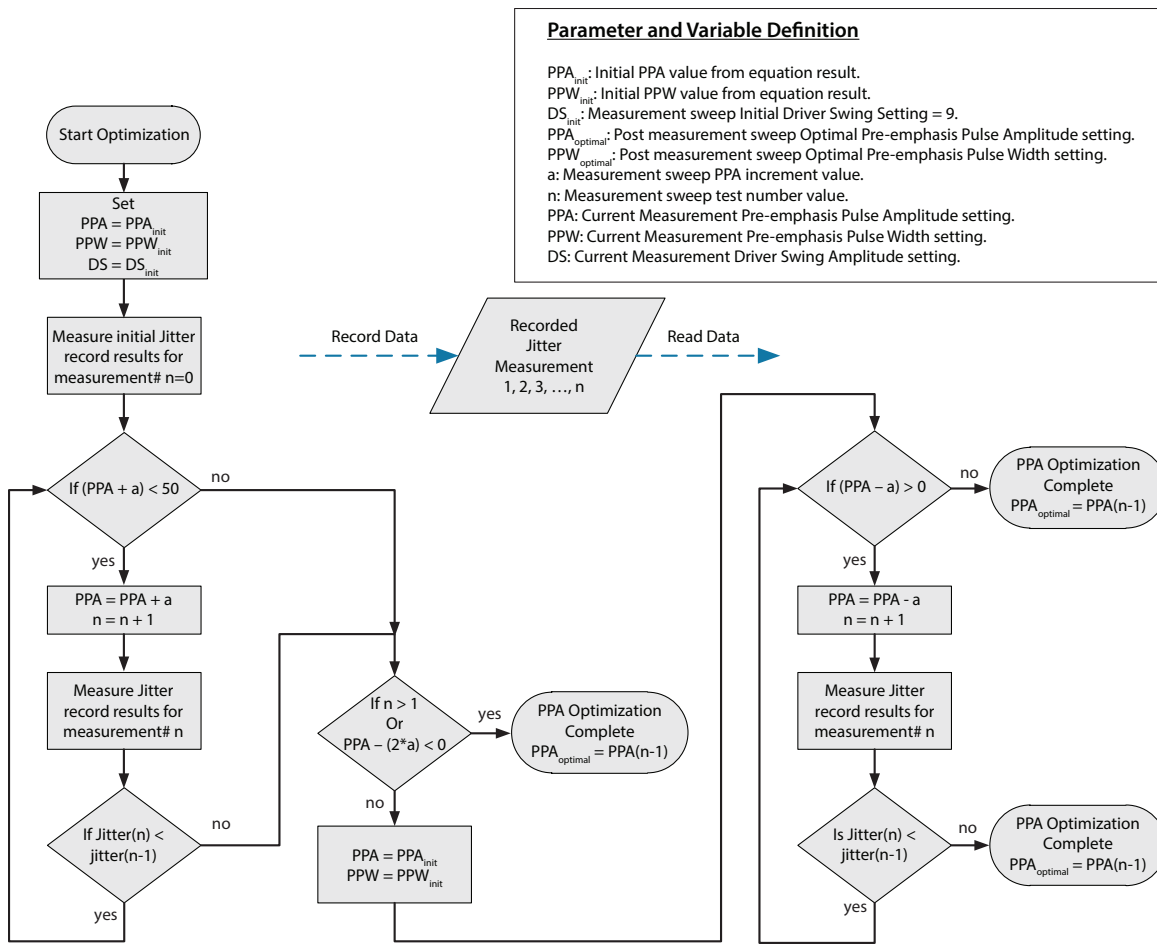 Parameter and Variable Definition
PPAinit: Initial PPA value from equation result.
PPWinit: Initial PPW value from equation result.
DSinit: Measurement sweep Initial Driver Swing Setting = 9.
PPAoptimal: Post measurement sweep Optimal Pre-emphasis Pulse Amplitude setting.
PPWoptimal: Post measurement sweep Optimal Pre-emphasis Pulse Width setting.
a: Measurement sweep PPA increment value.
n: Measurement sweep test number value.
PPA: Current Measurement Pre-emphasis Pulse Amplitude setting.
PPW: Current Measurement Pre-emphasis Pulse Width setting.
DS: Current Measurement Driver Swing Amplitude setting.
Start Optimization
Set
PPA = PPAinit
PPW = PPWinit
DS = DSinit
Measure initial Jitter
record results for
measurement# n=0
Record Data
Recorded
Jitter
Measurement
1, 2, 3, …, n
Read Data
If (PPA + a) < 50
no
yes
PPA = PPA + a
n = n + 1
Measure Jitter
record results for
measurement# n
If Jitter(n) <
jitter(n-1)
no
yes
If n > 1
Or
PPA – (2*a) < 0
yes
PPA Optimization
Complete
PPAoptimal = PPA(n-1)
no
PPA = PPAinit
PPW = PPWinit
If (PPA – a) > 0
no
PPA Optimization
Complete
PPAoptimal = PPA(n-1)
yes
PPA = PPA - a
n = n + 1
Measure Jitter
record results for
measurement# n
Is Jitter(n) <
jitter(n-1)
no
PPA Optimization
Complete
PPAoptimal = PPA(n-1)
yes